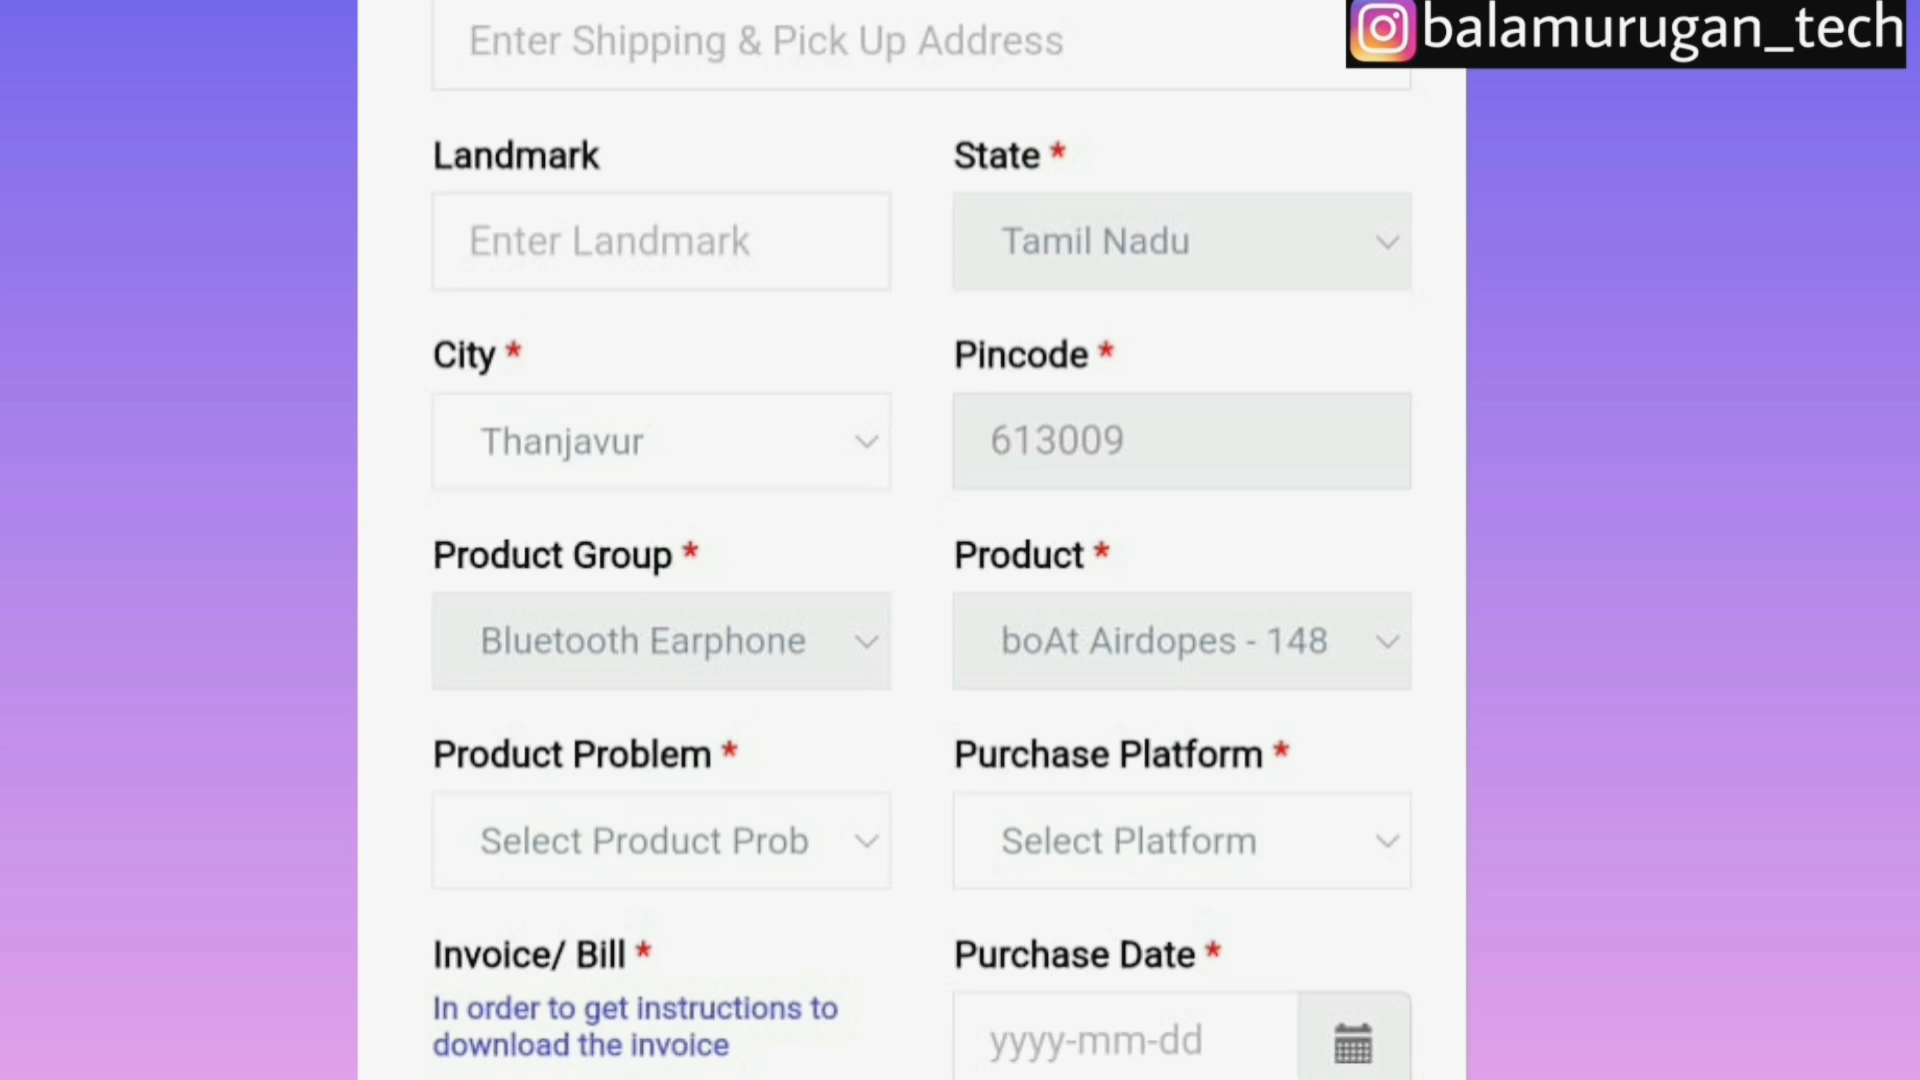 balamurugan_tech
Enter Shipping & Pick Up Address
Landmark
State *
Enter Landmark
Tamil Nadu
City *
Pincode *
Thanjavur
613009
Product Group *
Product *
Bluetooth Earphone
boAt Airdopes - 148
Product Problem *
Purchase Platform *
Select Product Prob
Select Platform
Invoice/ Bill *
Purchase Date *
In order to get instructions to
download the invoice
yyyy-mm-dd